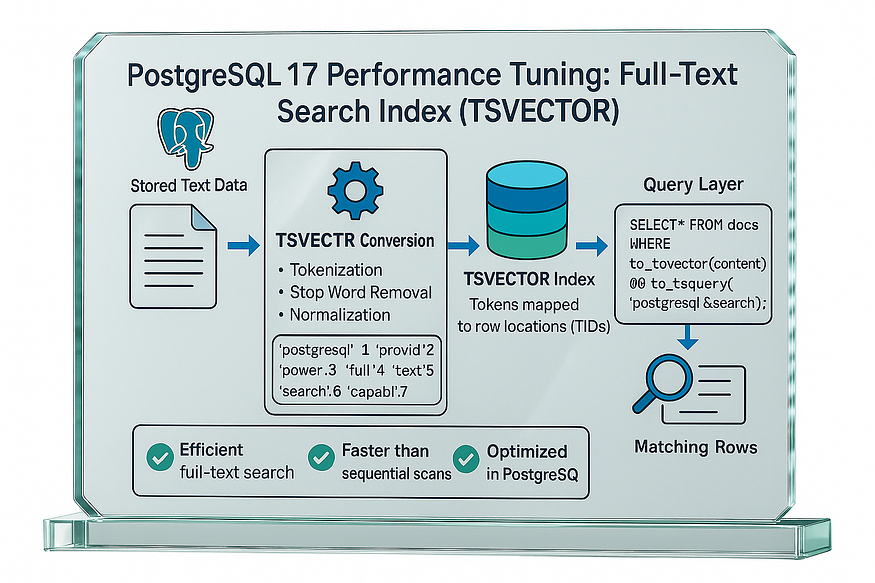 PostgreSQL 17 Performance Tuning: Full-Text
Search Index (TSVECTOR)
Stored Text Data
TSVECTR Conversion
• Tokenization
• Stop Word Removal
• Normalization
'postgresql' 1 'provid'2
'power.3 'full'4 'text'5
'search'.6 'capabl'.7
TSVECTOR Index
Tokens mapped
to row locations (TIDs)
Query Layer
SELECT* FROM docs
WHERE
to_tovector(content)
@@ to_tsquery(
'postgresql &search');
Matching Rows
Efficient
full-text search
Faster than
sequential scans
Optimized
in PostgreSQ